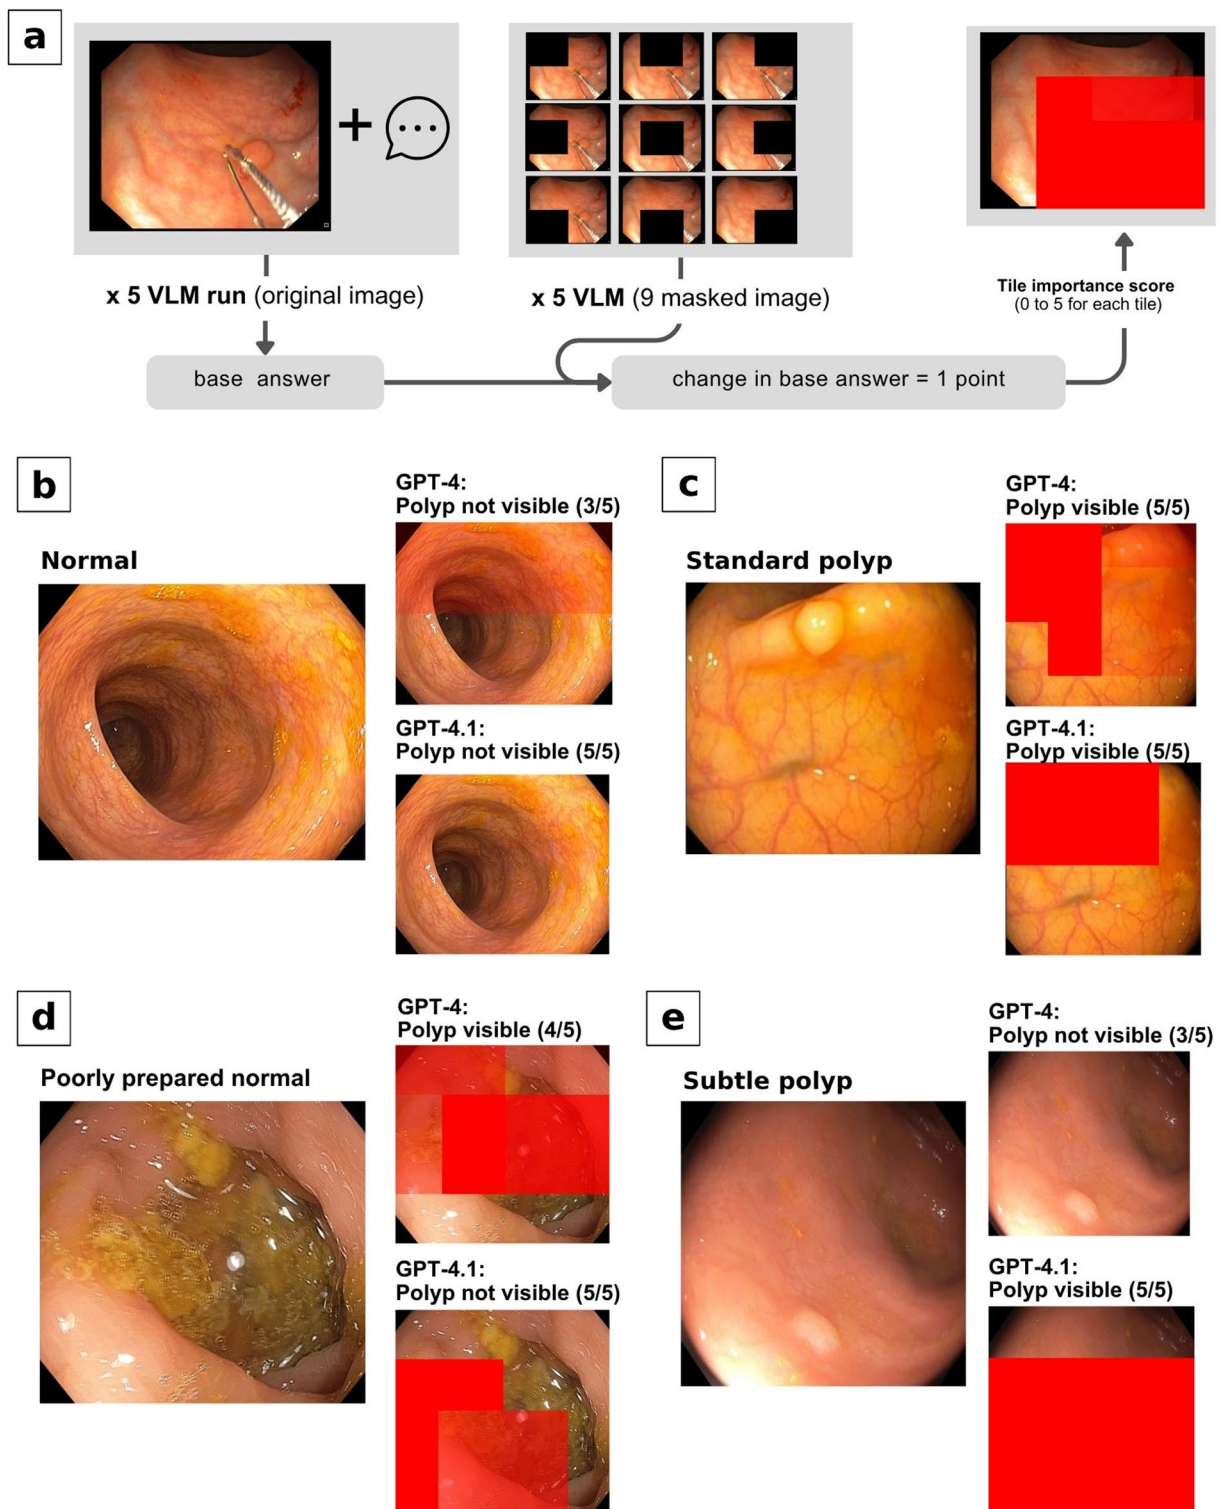 a
+
x 5 VLM run (original image)
x 5 VLM (9 masked image)
Tile importance score
(0 to 5 for each tile)
base answer
change in base answer = 1 point
b
Normal
GPT-4:
Polyp not visible (3/5)
GPT-4.1:
Polyp not visible (5/5)
c
Standard polyp
GPT-4:
Polyp visible (5/5)
GPT-4.1:
Polyp visible (5/5)
d
Poorly prepared normal
GPT-4:
Polyp visible (4/5)
GPT-4.1:
Polyp not visible (5/5)
e
Subtle polyp
GPT-4:
Polyp not visible (3/5)
GPT-4.1:
Polyp visible (5/5)